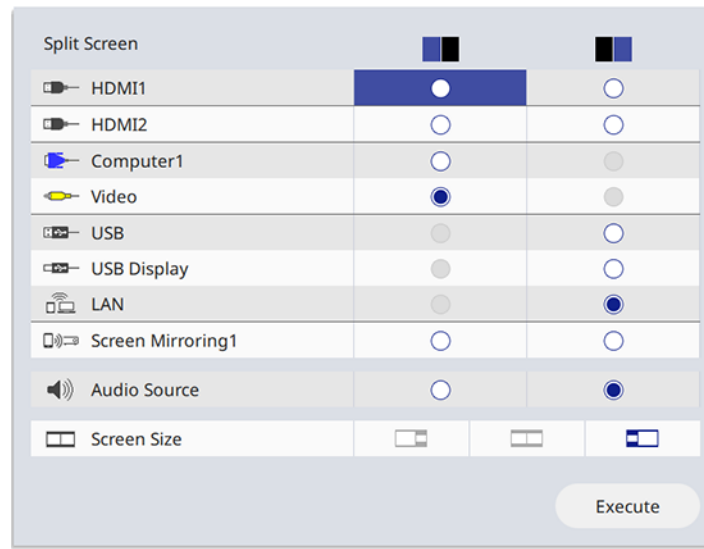 Split Screen
HDMI1
HDMI2
Computer1
Video
USB
USB Display
LAN
Screen Mirroring1
Audio Source
Screen Size
Execute